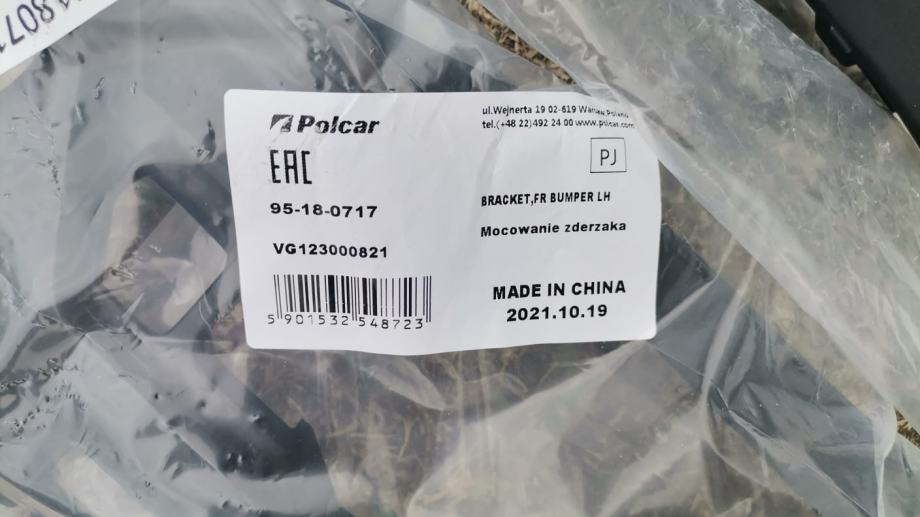 Polcar
EAC
95-18-0717
VG123000821
5 901532 548723
ul.Wejnerta 19 02-619 Warsaw Poland
tel.(+48 22)492 24 00 www.polcar.com
PJ
BRACKET,FR BUMPER LH
Mocowanie zderzaka
MADE IN CHINA
2021.10.19